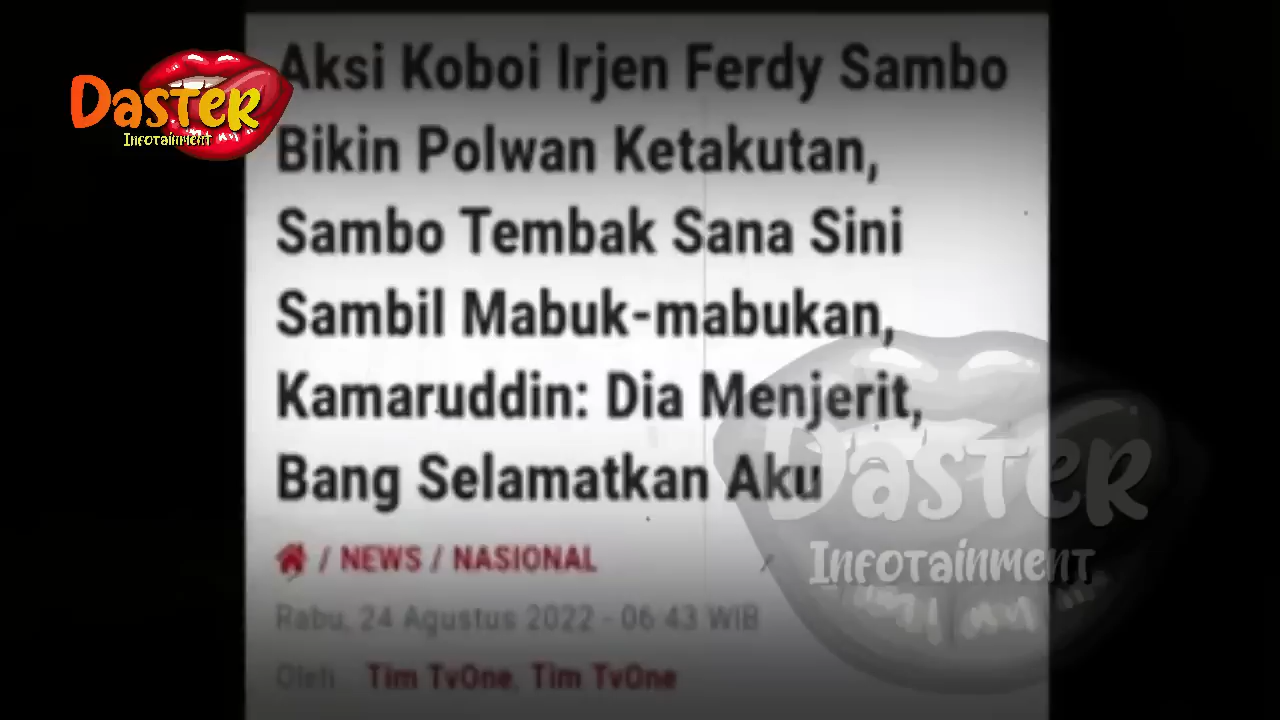 Daster
Infotainment
Aksi Koboi Irjen Ferdy Sambo
Bikin Polwan Ketakutan,
Sambo Tembak Sana Sini
Sambil Mabuk-mabukan,
Kamaruddin: Dia Menjerit,
Bang Selamatkan Aku
/ NEWS / NASIONAL
Rabu, 24 Agustus 2022 - 06:43 WIB
Oleh Tim TvOne, Tim TvOne
Daster
Infotainment